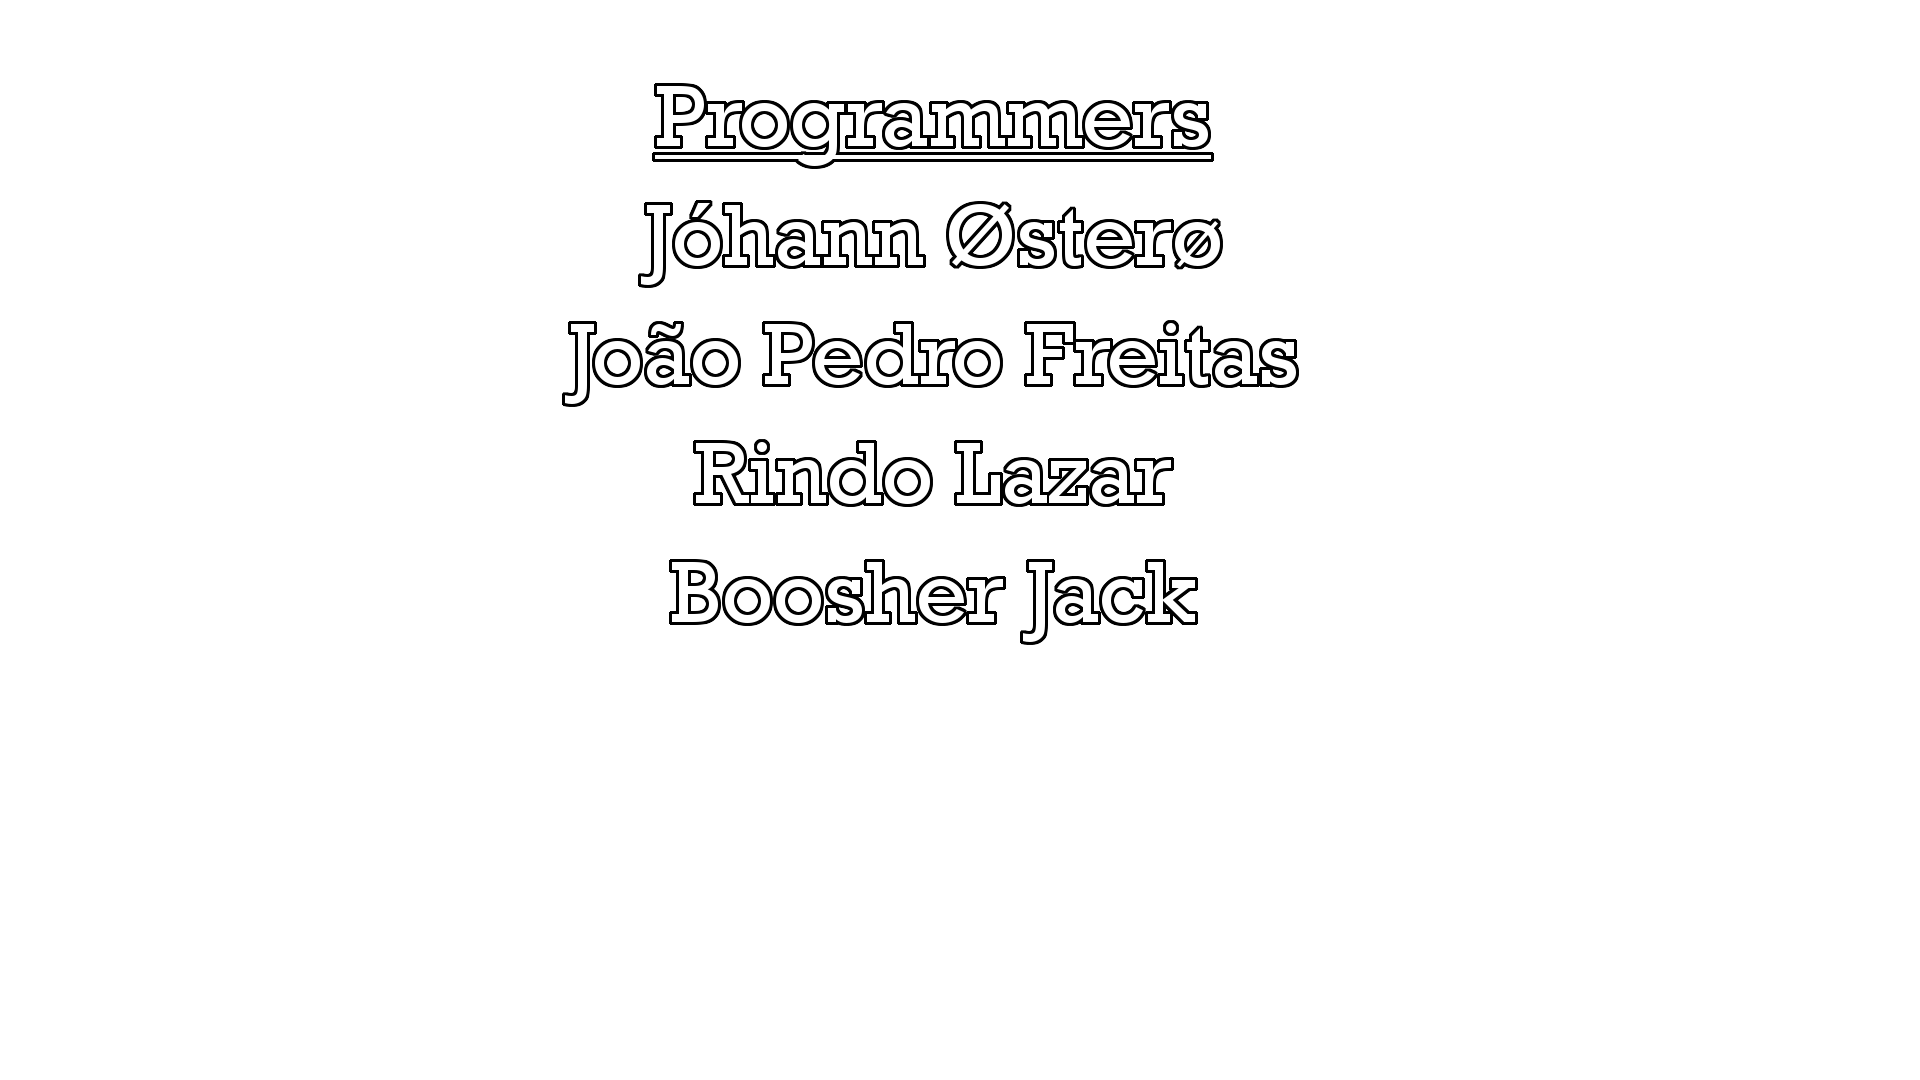 Programmers
Jóhann Østerø
João Pedro Freitas
Rindo Lazar
Boosher Jack